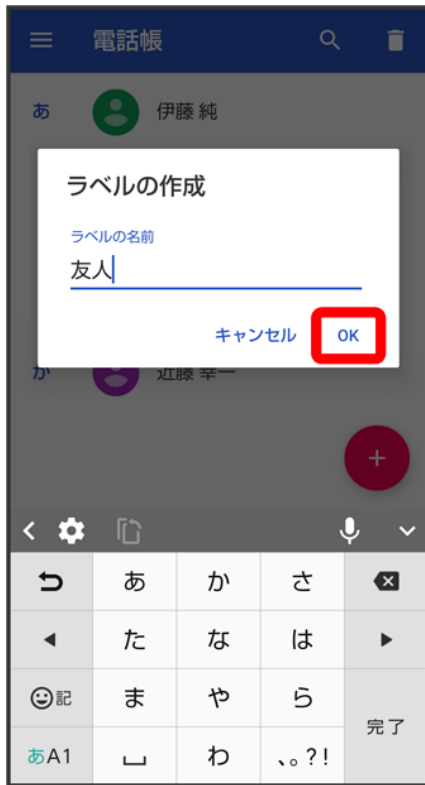 電話帳
あ 伊藤 純
ラベルの作成
ラベルの名前
友人
キャンセル OK
か 近藤 幸一
あ か さ
た な は
記 ま や ら
完了
あA1 わ 、。?!